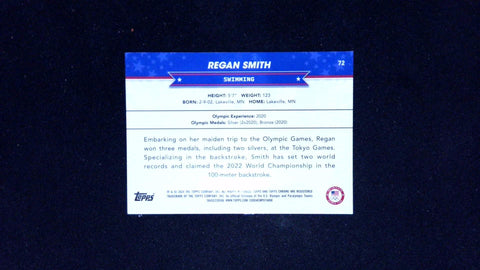 72
REGAN SMITH
SWIMMING
HEIGHT: 5'7" WEIGHT: 123
BORN: 2-9-02, Lakeville, MN HOME: Lakeville, MN
Olympic Experience: 2020
Olympic Medals: Silver (2x2020), Bronze (2020)
Embarking on her maiden trip to the Olympic Games, Regan
won three medals, including two silvers, at the Tokyo Games.
Specializing in the backstroke, Smith has set two world
records and claimed the 2022 World Championship in the
100-meter backstroke.
TOPPS